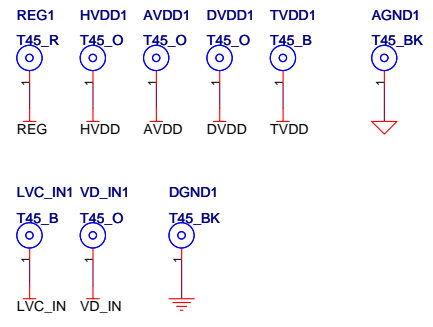 REG1 HVDD1 AVDD1 DVDD1 TVDD1 AGND1
T45_R T45_O T45_O T45_O T45_B T45_BK
1 1 1 1 1 1
REG HVDD AVDD DVDD TVDD
LVC_IN1 VD_IN1 DGND1
T45_B T45_O T45_BK
1 1 1
LVC_IN VD_IN